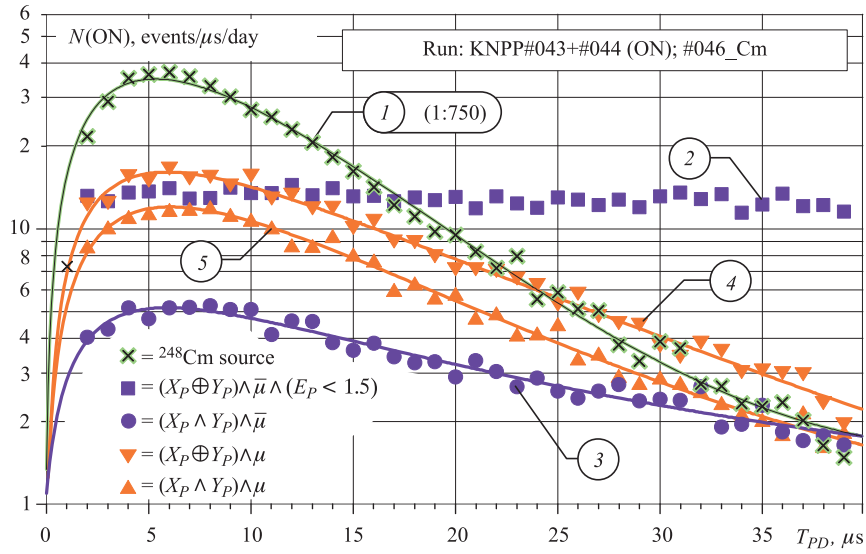 N(ON), events/μs/day
Run: KNPP#043+#044 (ON); #046_Cm
6
5
4
3
2
10
8
6
5
4
3
2
1
1 (1:750)
2
5
4
3
= ²⁴⁸Cm source
= (X_P⊕Y_P)∧μ̅∧(E_P < 1.5)
= (X_P ∧ Y_P)∧μ̅
= (X_P⊕Y_P)∧μ
= (X_P ∧ Y_P)∧μ
0 5 10 15 20 25 30 35 T_PD, μs